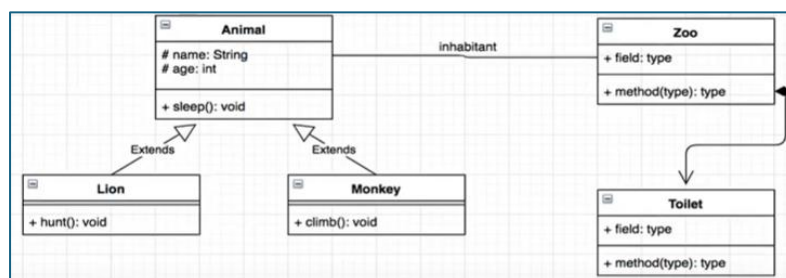 Animal
# name: String
# age: int
+ sleep(): void
inhabitant
Zoo
+ field: type
+ method(type): type
Extends
Extends
Lion
+ hunt(): void
Monkey
+ climb(): void
Toilet
+ field: type
+ method(type): type